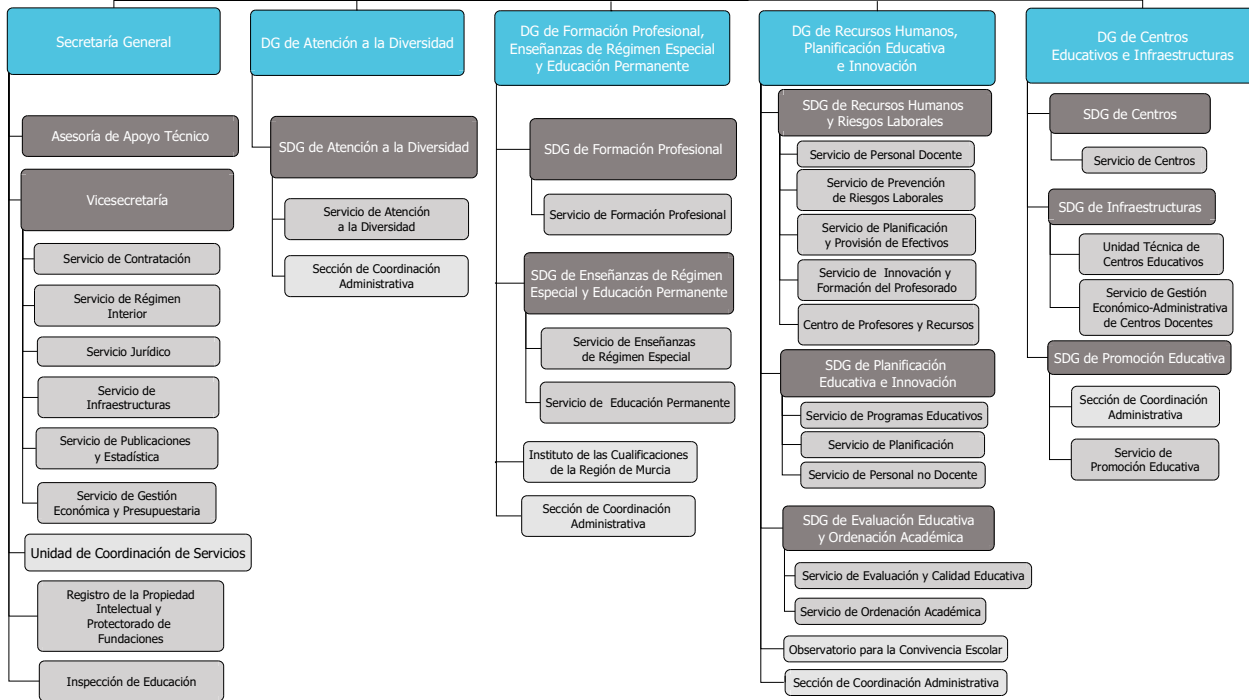 Secretaría General
Asesoría de Apoyo Técnico
Vicesecretaría
Servicio de Contratación
Servicio de Régimen
Interior
Servicio Jurídico
Servicio de
Infraestructuras
Servicio de Publicaciones
y Estadística
Servicio de Gestión
Económica y Presupuestaria
Unidad de Coordinación de Servicios
Registro de la Propiedad
Intelectual y
Protectorado de
Fundaciones
Inspección de Educación
DG de Atención a la Diversidad
SDG de Atención a la Diversidad
Servicio de Atención
a la Diversidad
Sección de Coordinación
Administrativa
DG de Formación Profesional,
Enseñanzas de Régimen Especial
y Educación Permanente
SDG de Formación Profesional
Servicio de Formación Profesional
SDG de Enseñanzas de Régimen
Especial y Educación Permanente
Servicio de Enseñanzas
de Régimen Especial
Servicio de Educación Permanente
Instituto de las Cualificaciones
de la Región de Murcia
Sección de Coordinación
Administrativa
DG de Recursos Humanos,
Planificación Educativa
e Innovación
SDG de Recursos Humanos
y Riesgos Laborales
Servicio de Personal Docente
Servicio de Prevención
de Riesgos Laborales
Servicio de Planificación
y Provisión de Efectivos
Servicio de Innovación y
Formación del Profesorado
Centro de Profesores y Recursos
SDG de Planificación
Educativa e Innovación
Servicio de Programas Educativos
Servicio de Planificación
Servicio de Personal no Docente
SDG de Evaluación Educativa
y Ordenación Académica
Servicio de Evaluación y Calidad Educativa
Servicio de Ordenación Académica
Observatorio para la Convivencia Escolar
Sección de Coordinación Administrativa
DG de Centros
Educativos e Infraestructuras
SDG de Centros
Servicio de Centros
SDG de Infraestructuras
Unidad Técnica de
Centros Educativos
Servicio de Gestión
Económico-Administrativa
de Centros Docentes
SDG de Promoción Educativa
Sección de Coordinación
Administrativa
Servicio de
Promoción Educativa